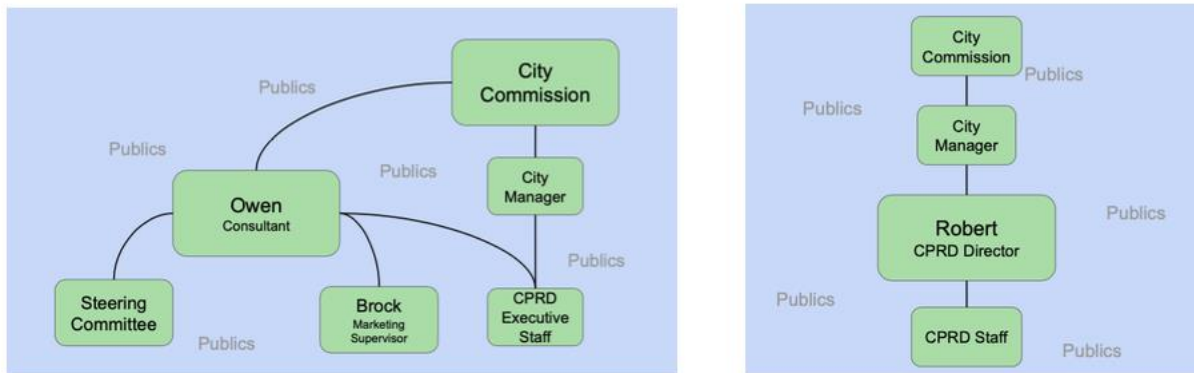 City
Commission
Publics
Publics
Publics
City
Manager
Owen
Consultant
Publics
Steering
Committee
Brock
Marketing
Supervisor
CPRD
Executive
Staff
Publics
City
Commission
Publics
Publics
City
Manager
Publics
Robert
CPRD Director
Publics
CPRD Staff
Publics